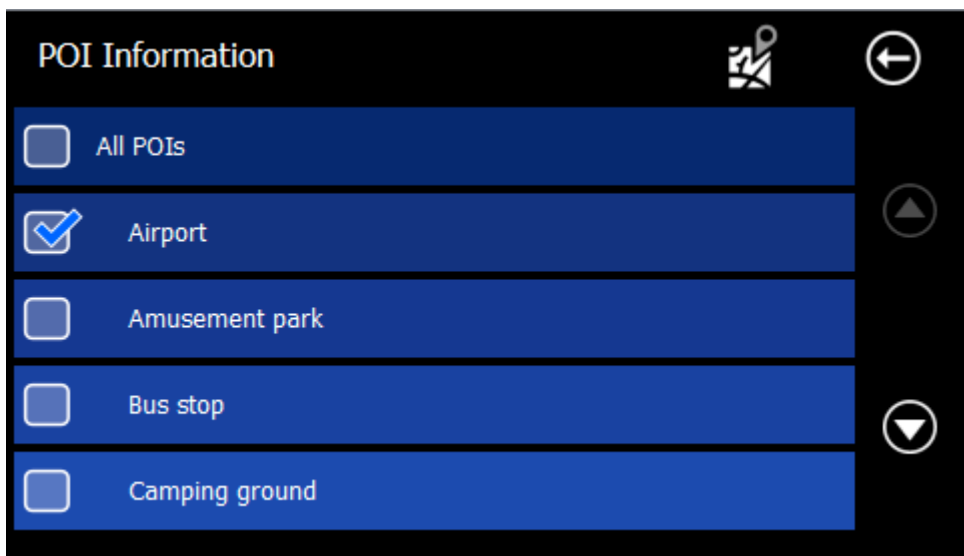 POI Information
All POIs
Airport
Amusement park
Bus stop
Camping ground